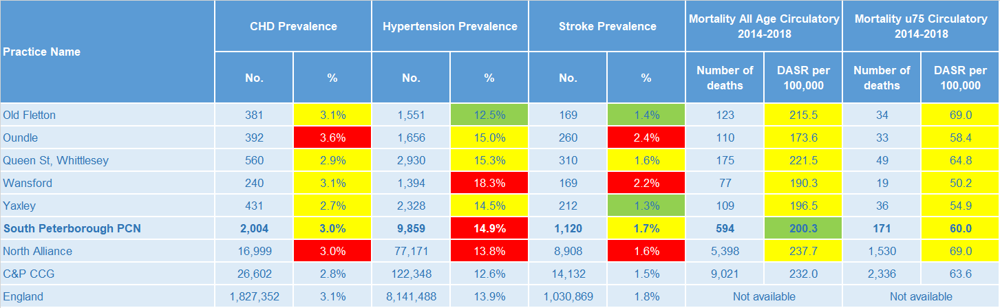 Practice Name CHD Prevalence Hypertension Prevalence Stroke Prevalence Mortality All Age Circulatory 2014-2018 Mortality u75 Circulatory 2014-2018
No. % No. % No. % Number of deaths DASR per 100,000 Number of deaths DASR per 100,000
Old Fletton 381 3.1% 1,551 12.5% 169 1.4% 123 215.5 34 69.0
Oundle 392 3.6% 1,656 15.0% 260 2.4% 110 173.6 33 58.4
Queen St, Whittlesey 560 2.9% 2,930 15.3% 310 1.6% 175 221.5 49 64.8
Wansford 240 3.1% 1,394 18.3% 169 2.2% 77 190.3 19 50.2
Yaxley 431 2.7% 2,328 14.5% 212 1.3% 109 196.5 36 54.9
South Peterborough PCN 2,004 3.0% 9,859 14.9% 1,120 1.7% 594 200.3 171 60.0
North Alliance 16,999 3.0% 77,171 13.8% 8,908 1.6% 5,398 237.7 1,530 69.0
C&P CCG 26,602 2.8% 122,348 12.6% 14,132 1.5% 9,021 232.0 2,336 63.6
England 1,827,352 3.1% 8,141,488 13.9% 1,030,869 1.8% Not available Not available